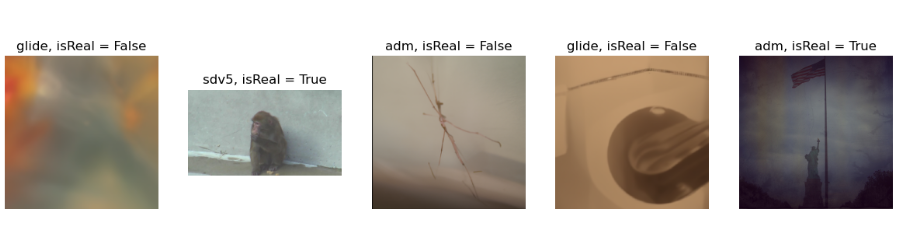 glide, isReal = False
sdv5, isReal = True
adm, isReal = False
glide, isReal = False
adm, isReal = True